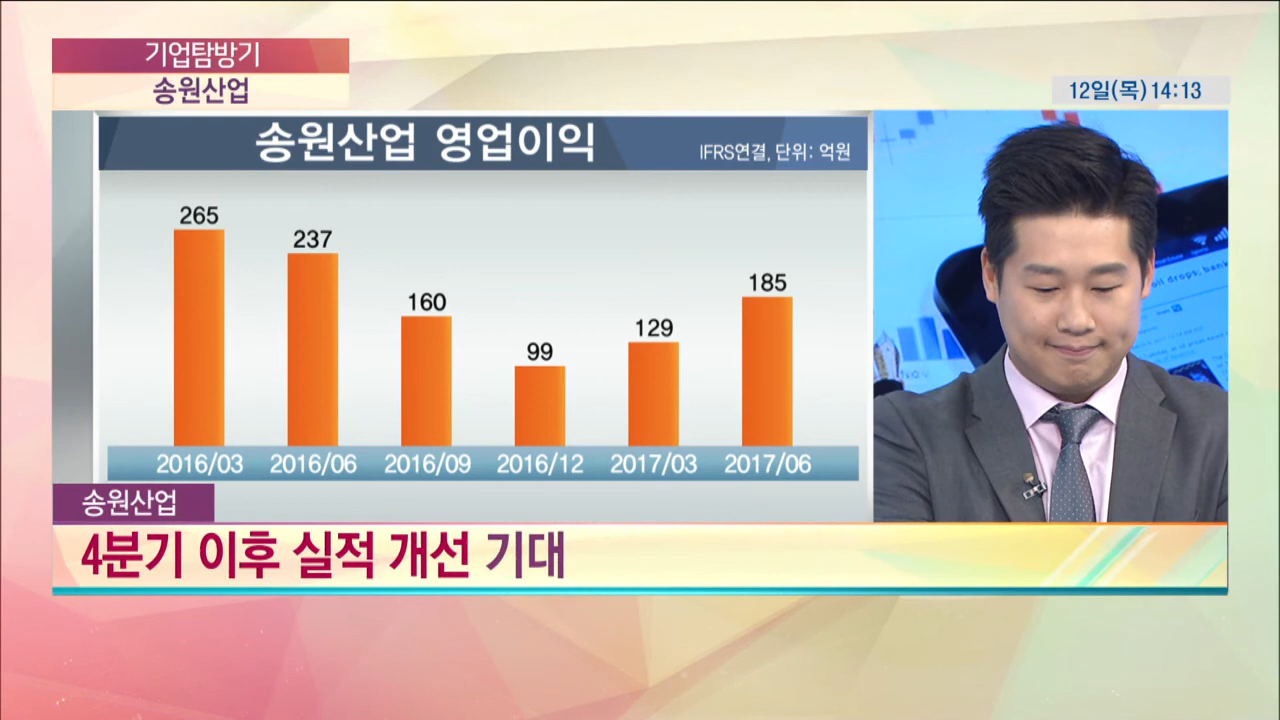 기업탐방기
송원산업
12일(목) 14:13
송원산업 영업이익
IFRS연결, 단위: 억원
265
237
160
99
129
185
2016/03 2016/06 2016/09 2016/12 2017/03 2017/06
oil drops; bank
송원산업
4분기 이후 실적 개선 기대